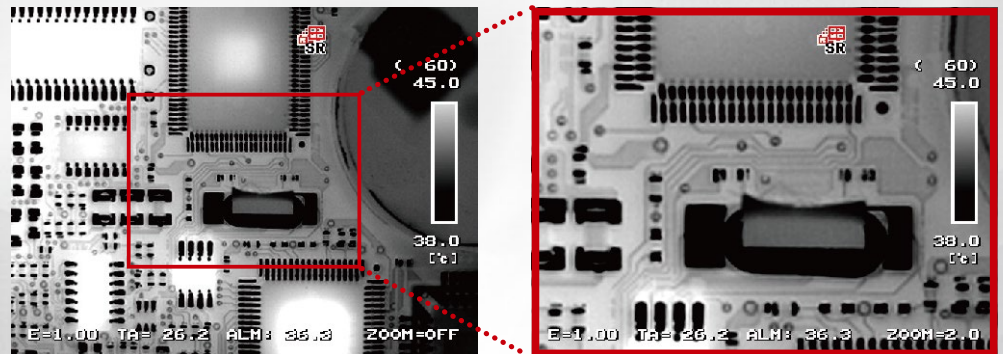 SR
( 60)
45.0
38.0
[℃]
E=1.00 TA= 26.2 ALM: 36.3 ZOOM=OFF
SR
( 60)
45.0
38.0
[℃]
E=1.00 TA= 26.2 ALM: 36.3 ZOOM=2.0